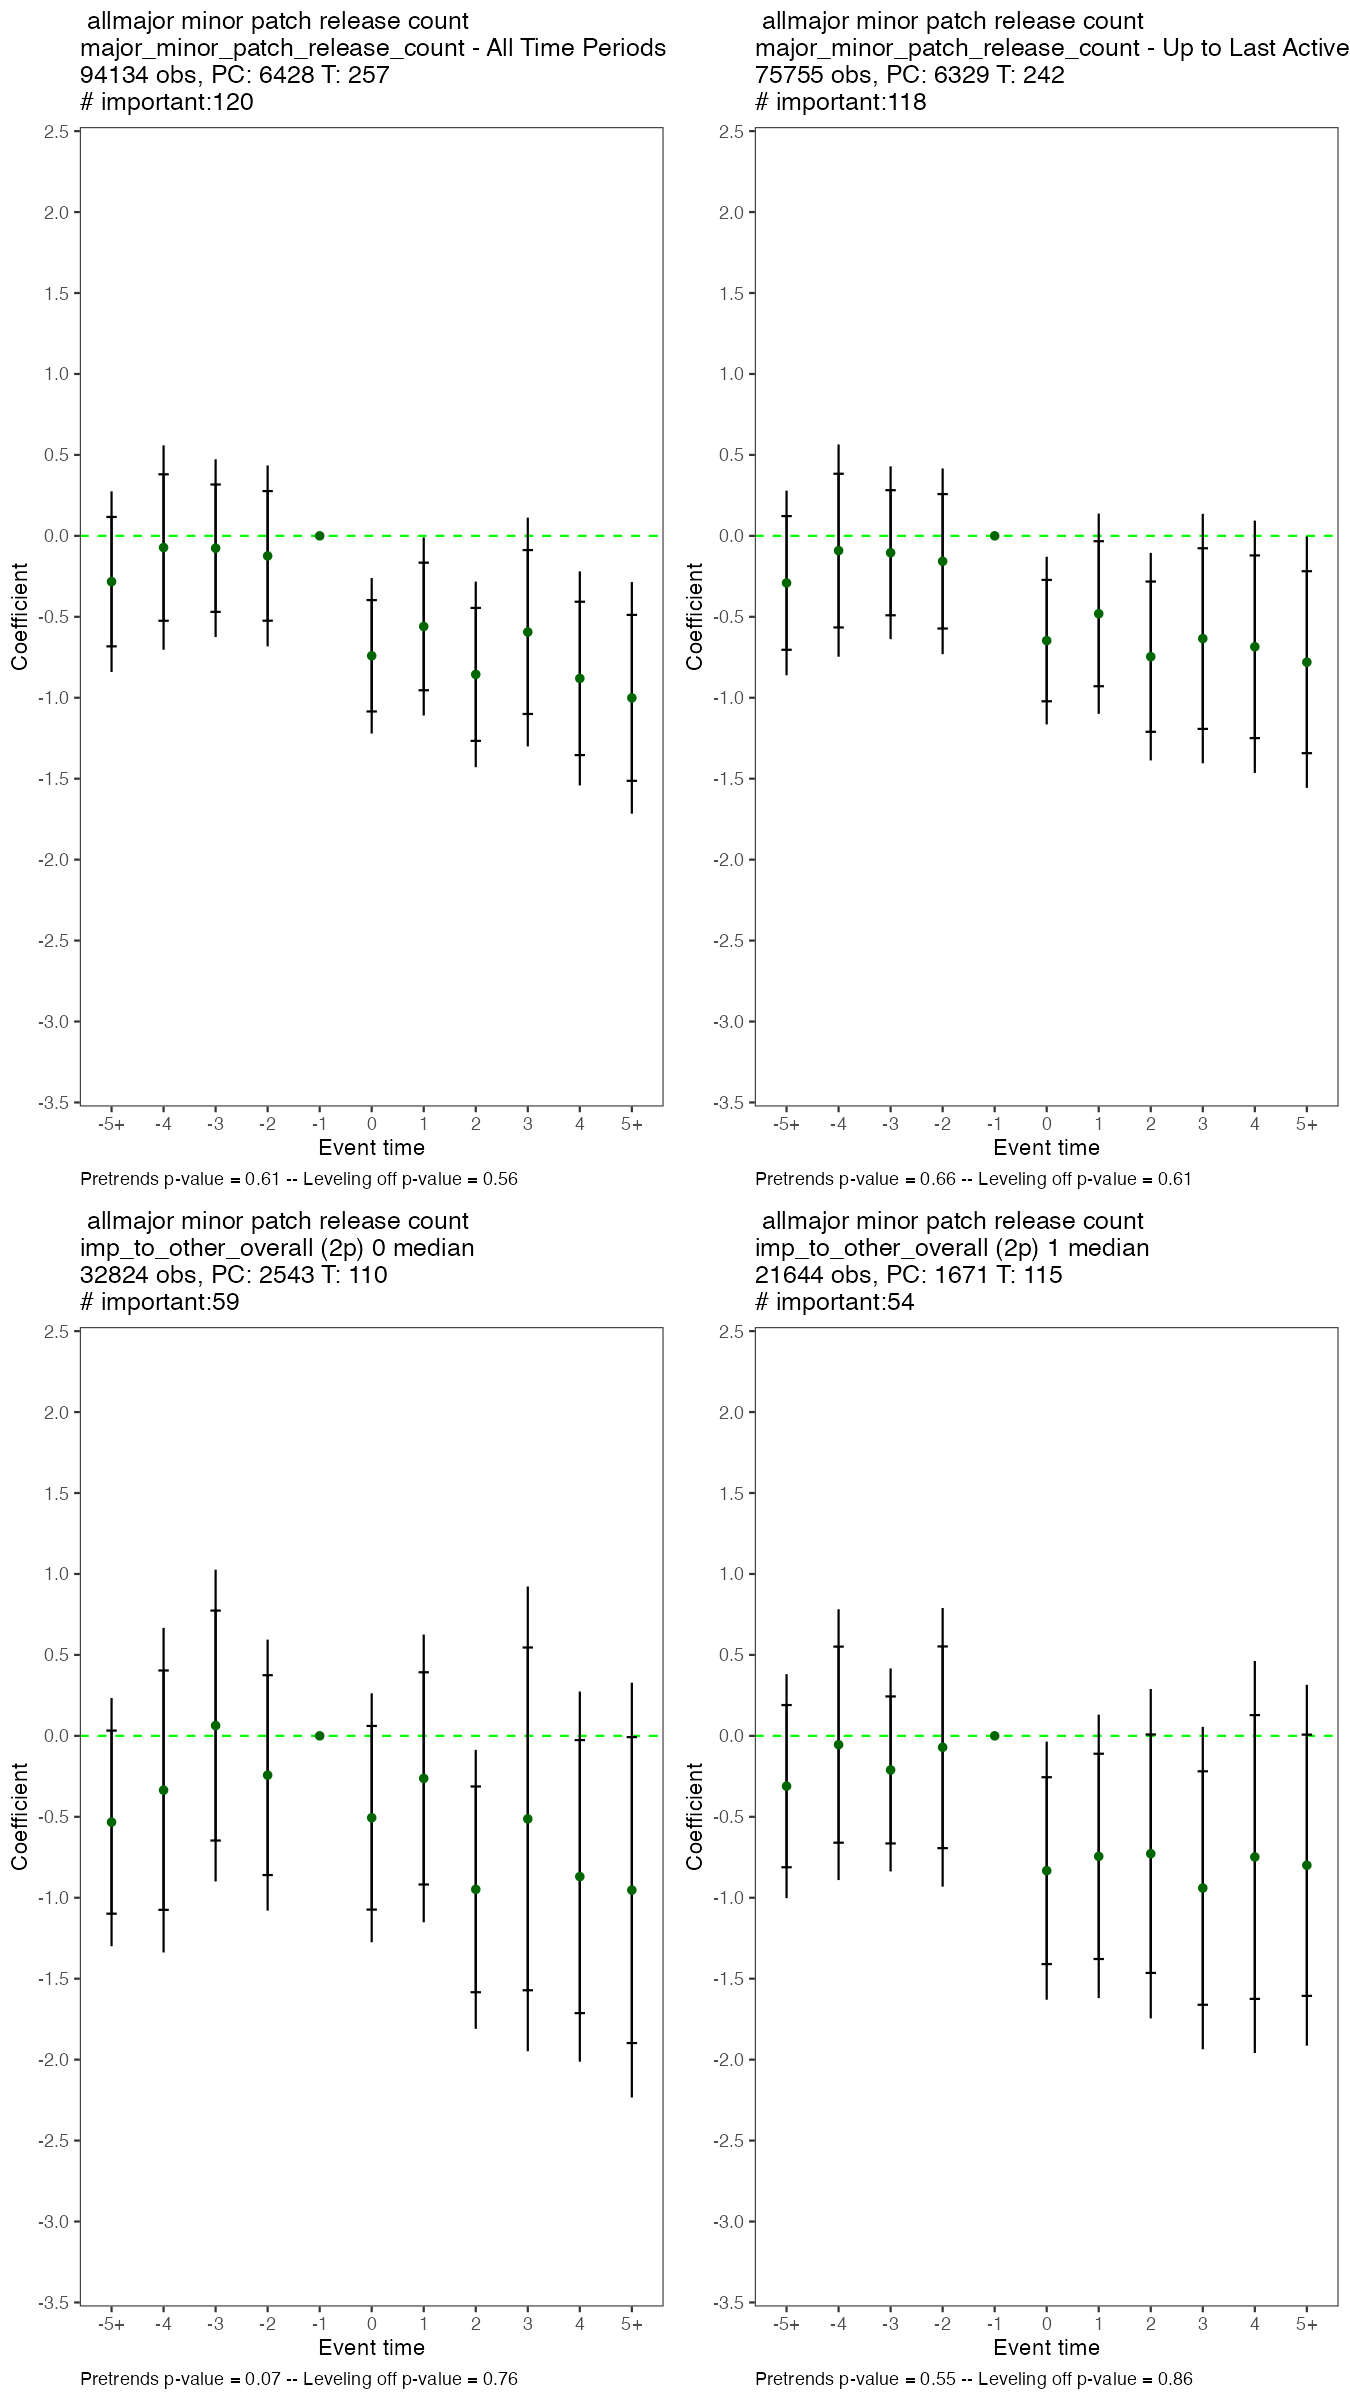 allmajor minor patch release count
major_minor_patch_release_count - All Time Periods
94134 obs, PC: 6428 T: 257
# important:120
2.5
2.0
1.5
1.0
0.5
0.0
-0.5
-1.0
-1.5
-2.0
-2.5
-3.0
-3.5
Coefficient
-5+ -4 -3 -2 -1 0 1 2 3 4 5+
Event time
Pretrends p-value = 0.61 -- Leveling off p-value = 0.56
allmajor minor patch release count
major_minor_patch_release_count - Up to Last Active
75755 obs, PC: 6329 T: 242
# important:118
2.5
2.0
1.5
1.0
0.5
0.0
-0.5
-1.0
-1.5
-2.0
-2.5
-3.0
-3.5
Coefficient
-5+ -4 -3 -2 -1 0 1 2 3 4 5+
Event time
Pretrends p-value = 0.66 -- Leveling off p-value = 0.61
allmajor minor patch release count
imp_to_other_overall (2p) 0 median
32824 obs, PC: 2543 T: 110
# important:59
2.5
2.0
1.5
1.0
0.5
0.0
-0.5
-1.0
-1.5
-2.0
-2.5
-3.0
-3.5
Coefficient
-5+ -4 -3 -2 -1 0 1 2 3 4 5+
Event time
Pretrends p-value = 0.07 -- Leveling off p-value = 0.76
allmajor minor patch release count
imp_to_other_overall (2p) 1 median
21644 obs, PC: 1671 T: 115
# important:54
2.5
2.0
1.5
1.0
0.5
0.0
-0.5
-1.0
-1.5
-2.0
-2.5
-3.0
-3.5
Coefficient
-5+ -4 -3 -2 -1 0 1 2 3 4 5+
Event time
Pretrends p-value = 0.55 -- Leveling off p-value = 0.86